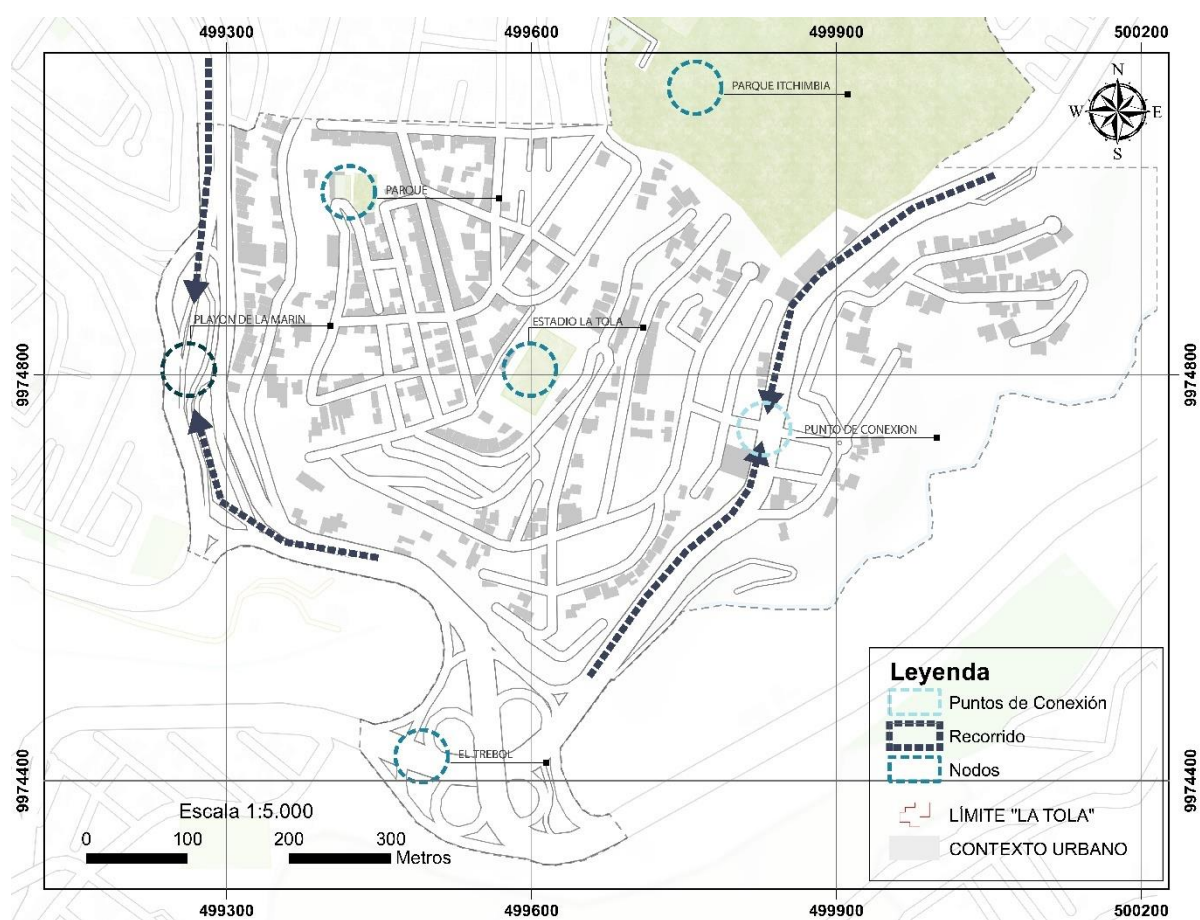 499300
499600
499900
500200
PARQUE ITCHIMBIA
N
W
E
S
PARQUE
PLAYON DE LA MARIN
ESTADIO LA TOLA
9974800
9974800
PUNTO DE CONEXION
Leyenda
Puntos de Conexión
Recorrido
Nodos
LÍMITE "LA TOLA"
CONTEXTO URBANO
EL TREBOL
9974400
9974400
Escala 1:5.000
0
100
200
300
Metros
499300
499600
499900
500200